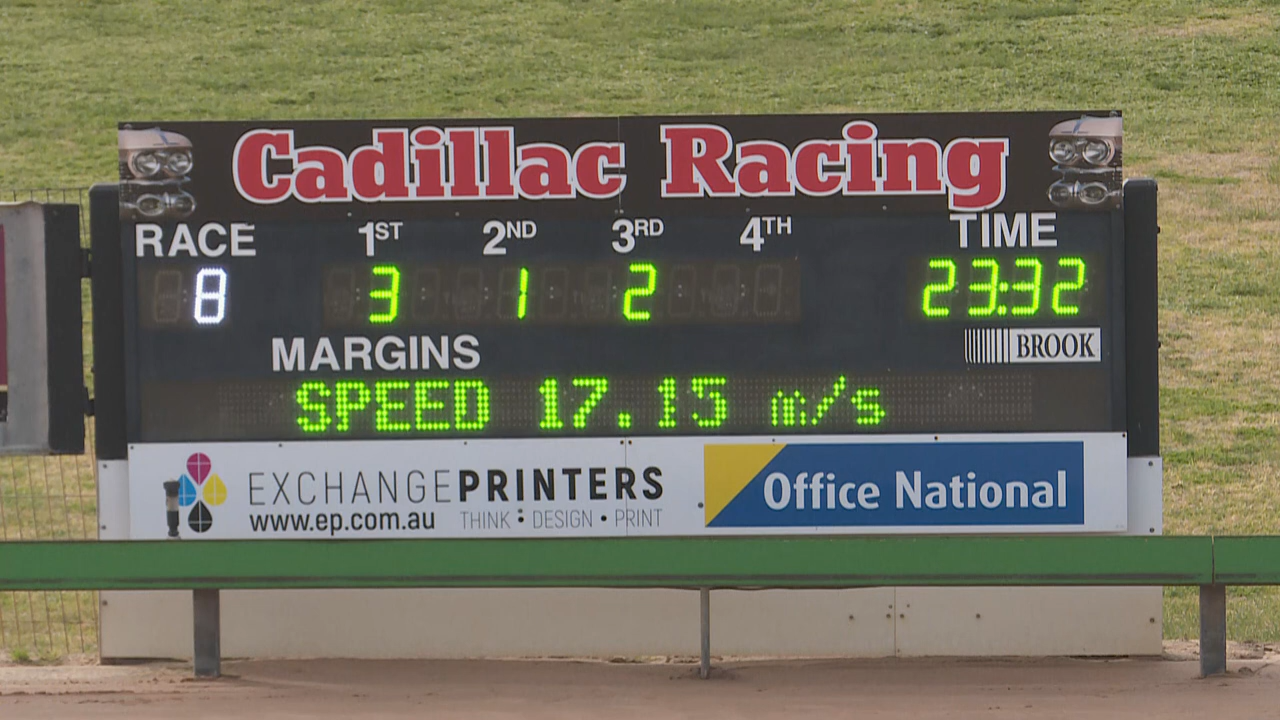 Cadillac Racing
RACE 1ST 2ND 3RD 4TH TIME
8 3 1 2 23:32
MARGINS BROOK
SPEED 17.15 m/s
EXCHANGEPRINTERS Office National
www.ep.com.au THINK : DESIGN • PRINT